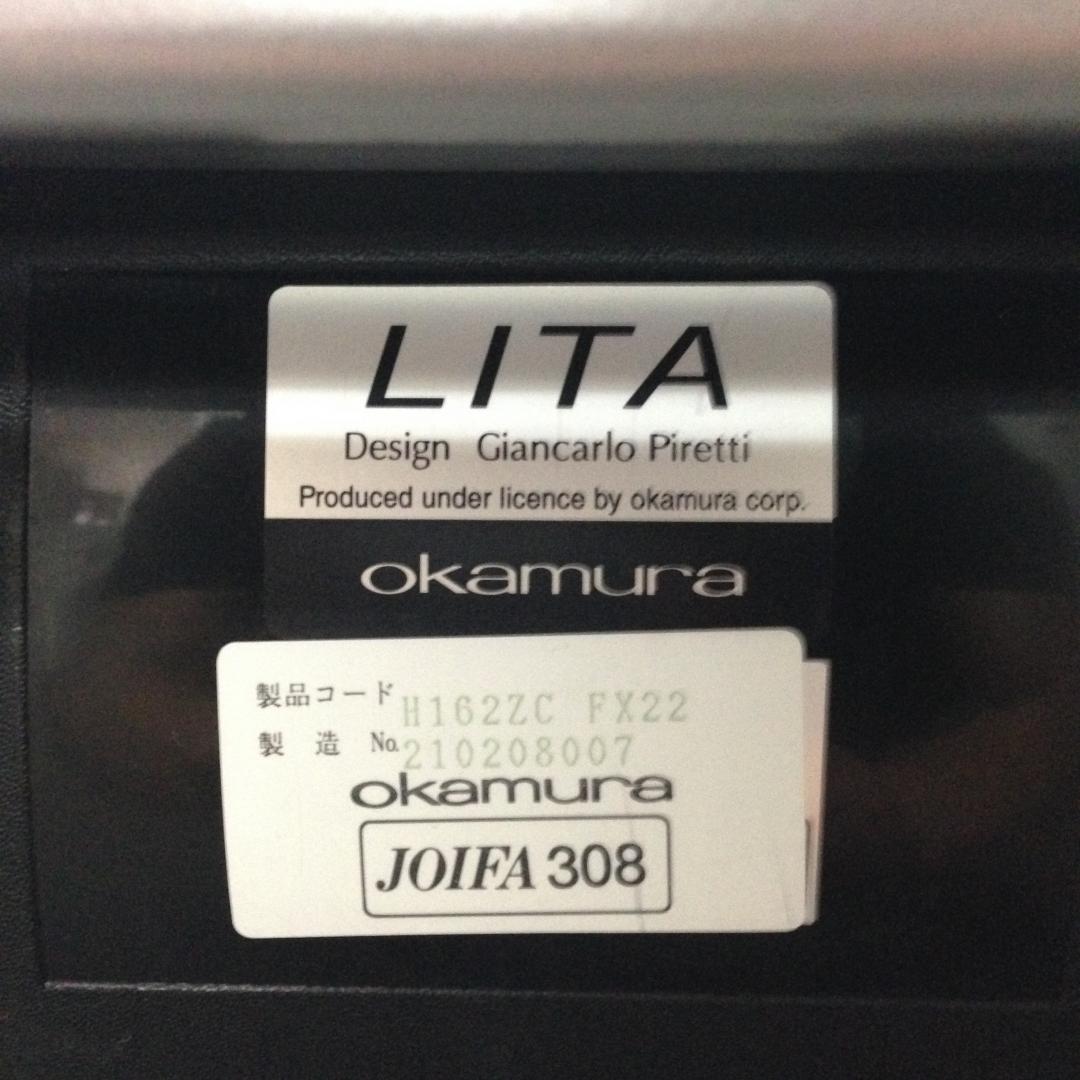 LITA
Design Giancarlo Piretti
Produced under licence by okamura corp.
okamura
製品コード H162ZC FX22
製 造 No. 210208007
okamura
JOIFA 308